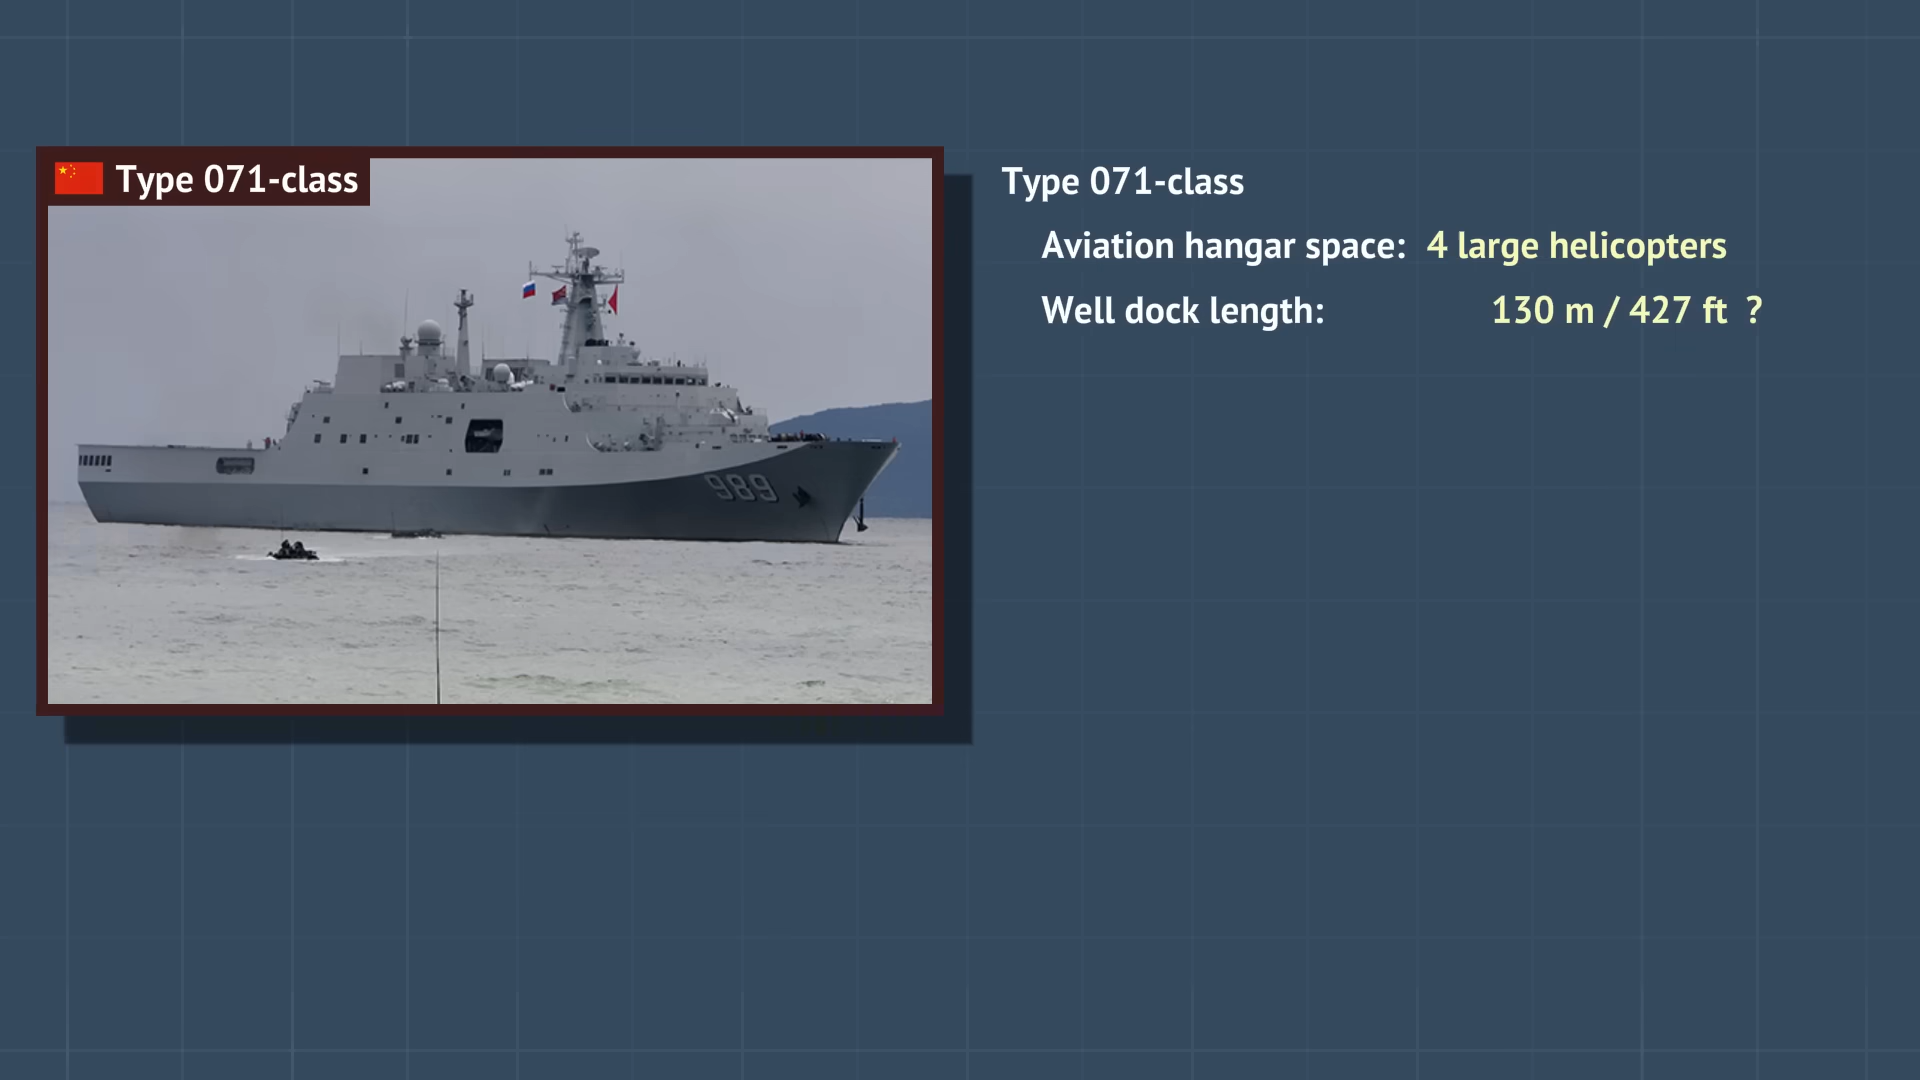 Type 071-class
989
Type 071-class
Aviation hangar space: 4 large helicopters
Well dock length: 130 m / 427 ft ?